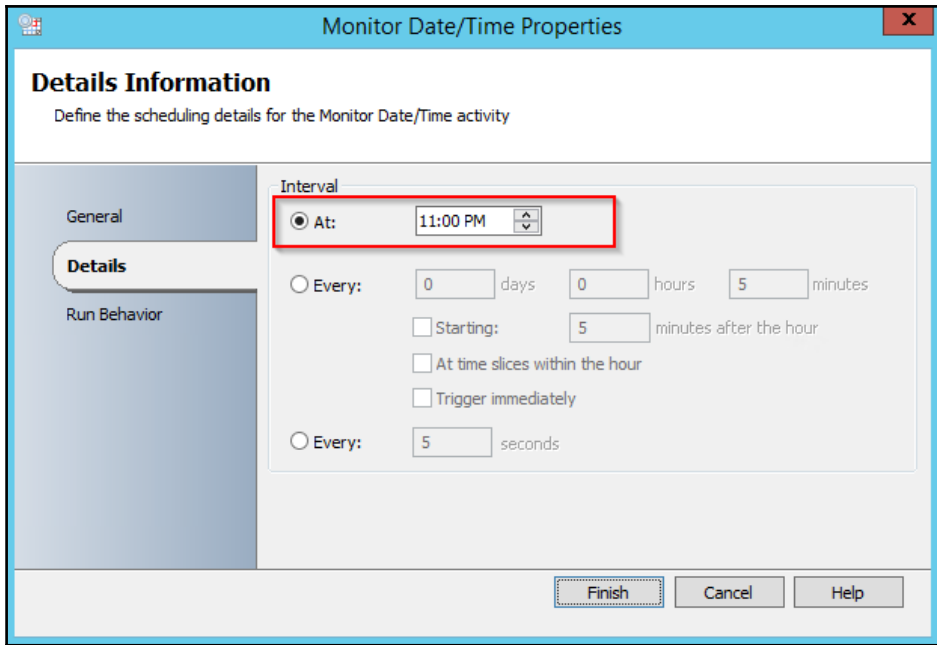 Monitor Date/Time Properties
x
Details Information
Define the scheduling details for the Monitor Date/Time activity
General
Details
Run Behavior
Interval
At: 11:00 PM
Every: 0 days 0 hours 5 minutes
Starting: 5 minutes after the hour
At time slices within the hour
Trigger immediately
Every: 5 seconds
Finish Cancel Help